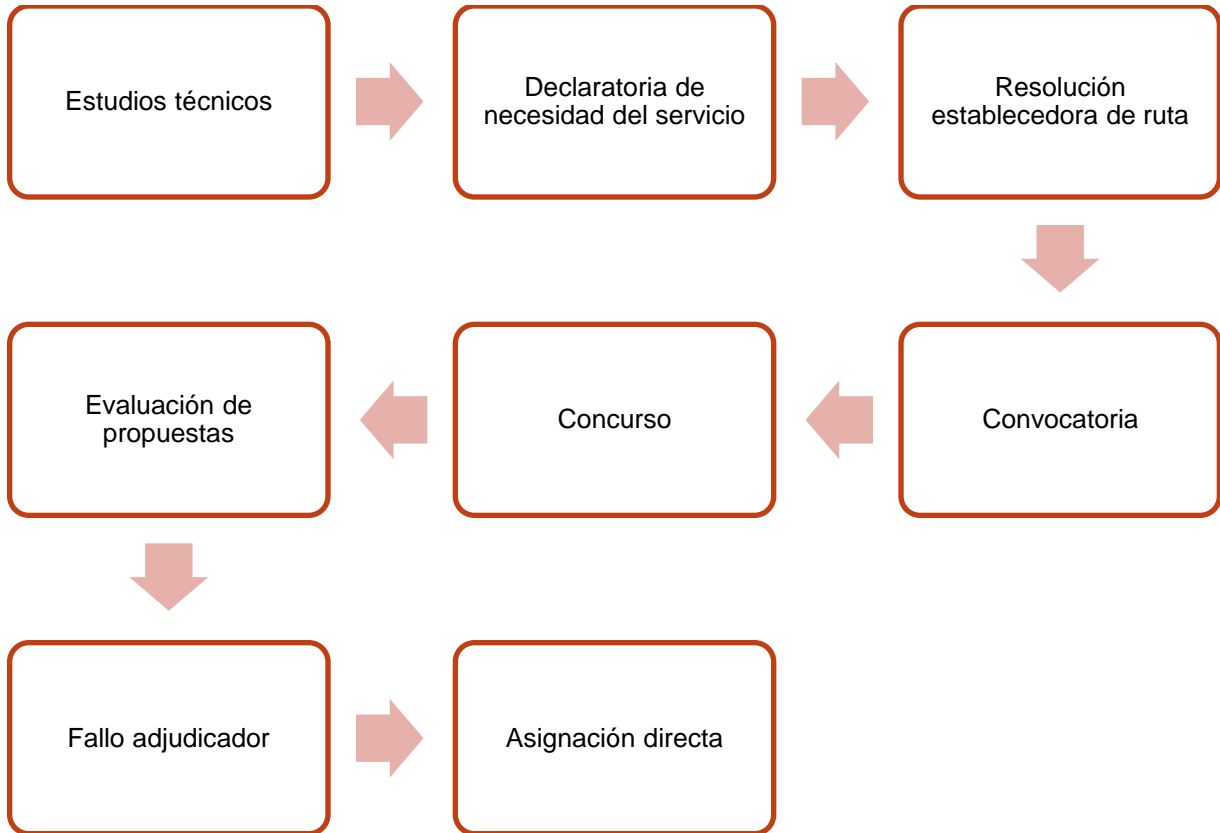 Estudios técnicos
Declaratoria de
necesidad del servicio
Resolución
establecedora de ruta
Convocatoria
Concurso
Evaluación de
propuestas
Fallo adjudicador
Asignación directa